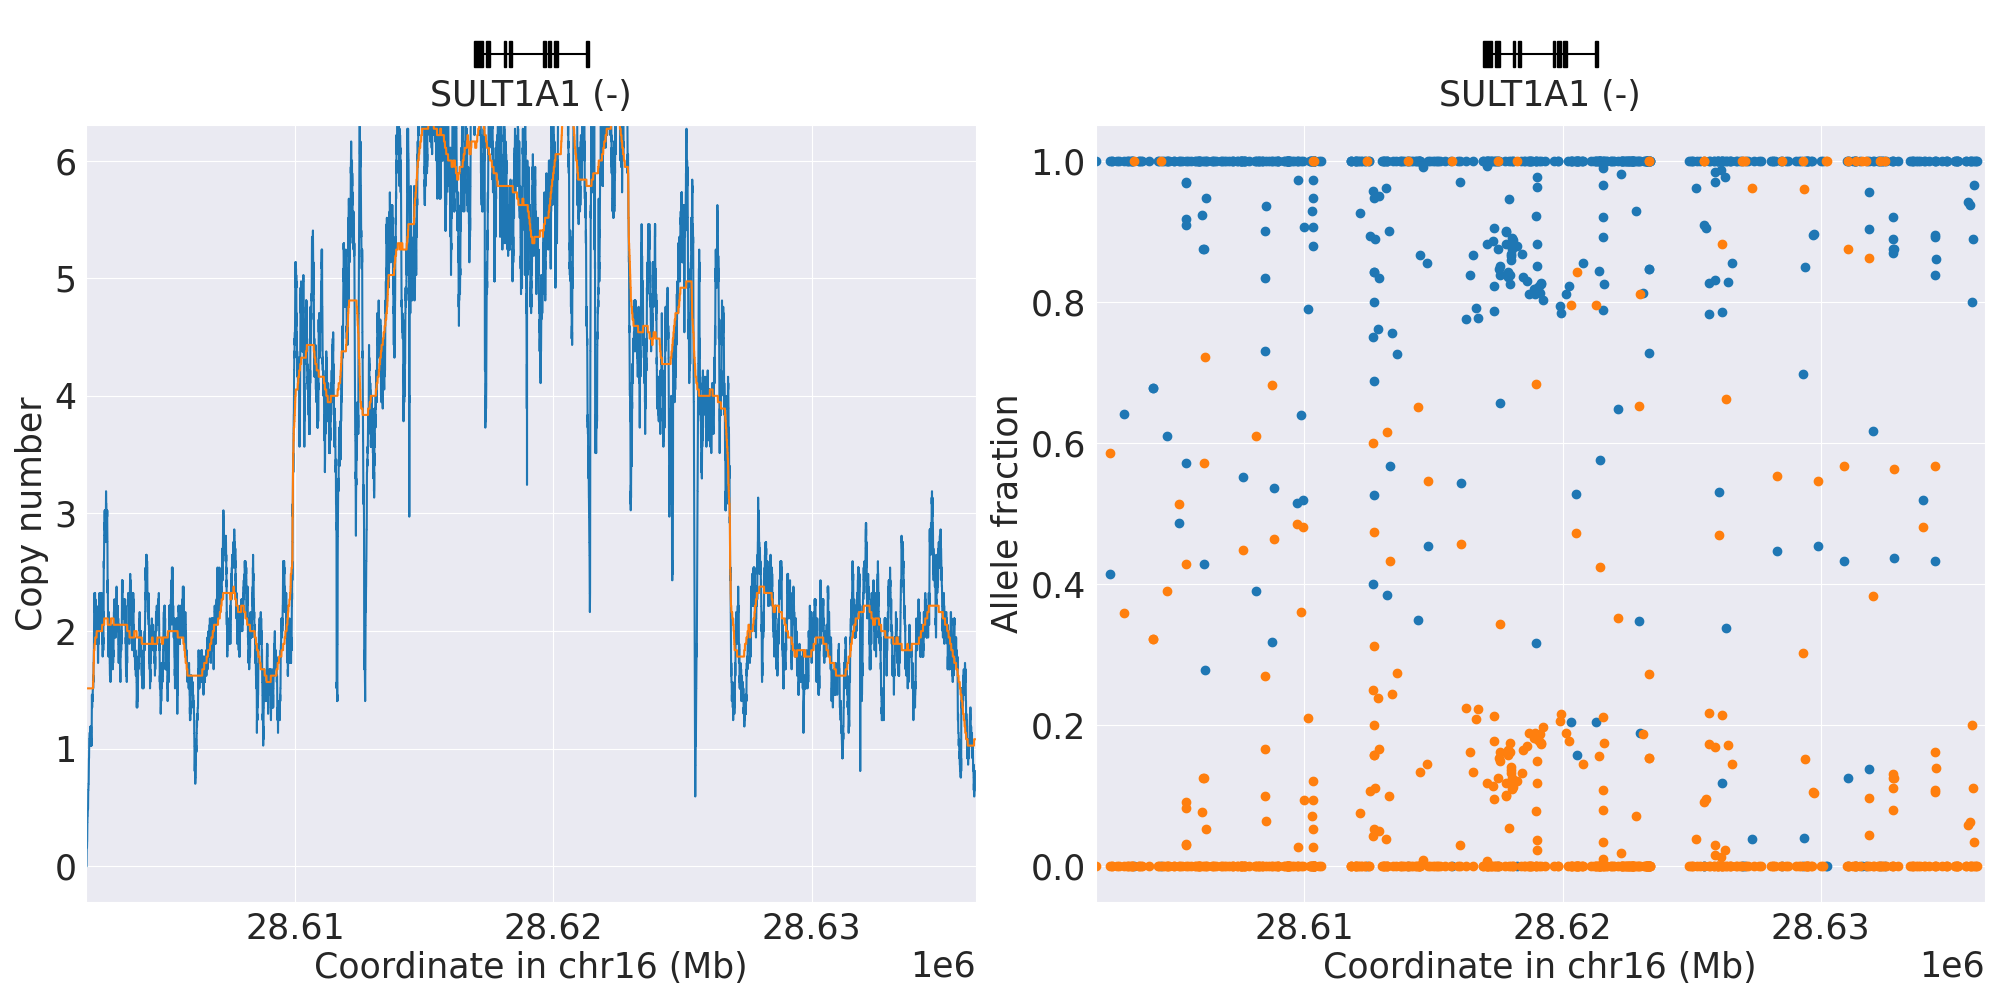 SULT1A1 (-)
6
5
4
3
2
1
0
Copy number
28.61
28.62
28.63
Coordinate in chr16 (Mb)
1e6
SULT1A1 (-)
1.0
0.8
0.6
0.4
0.2
0.0
Allele fraction
28.61
28.62
28.63
Coordinate in chr16 (Mb)
1e6